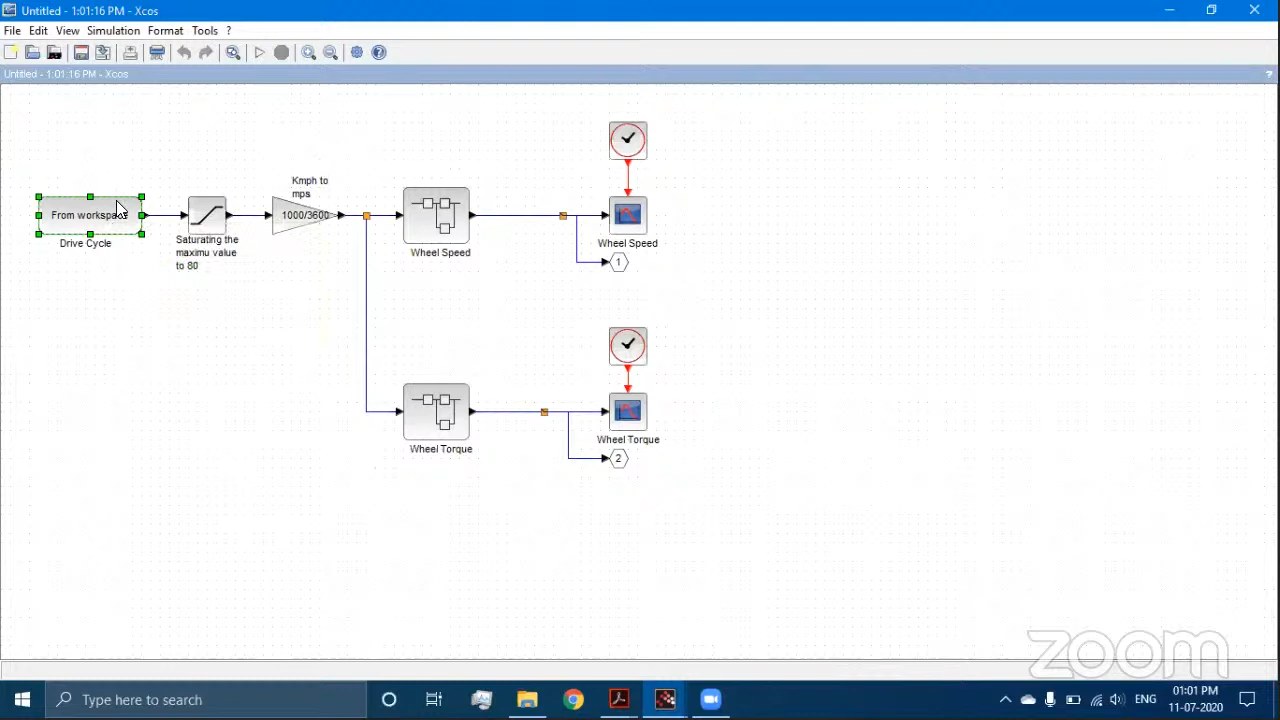 Untitled - 1:01:16 PM - Xcos
File Edit View Simulation Format Tools ?
Untitled - 1:01:16 PM - Xcos
?
Kmph to
mps
From workspace
1000/3600
Drive Cycle
Saturating the
maximu value
to 80
Wheel Speed
Wheel Speed
1
Wheel Torque
Wheel Torque
2
zoom
Type here to search
ENG
01:01 PM
11-07-2020